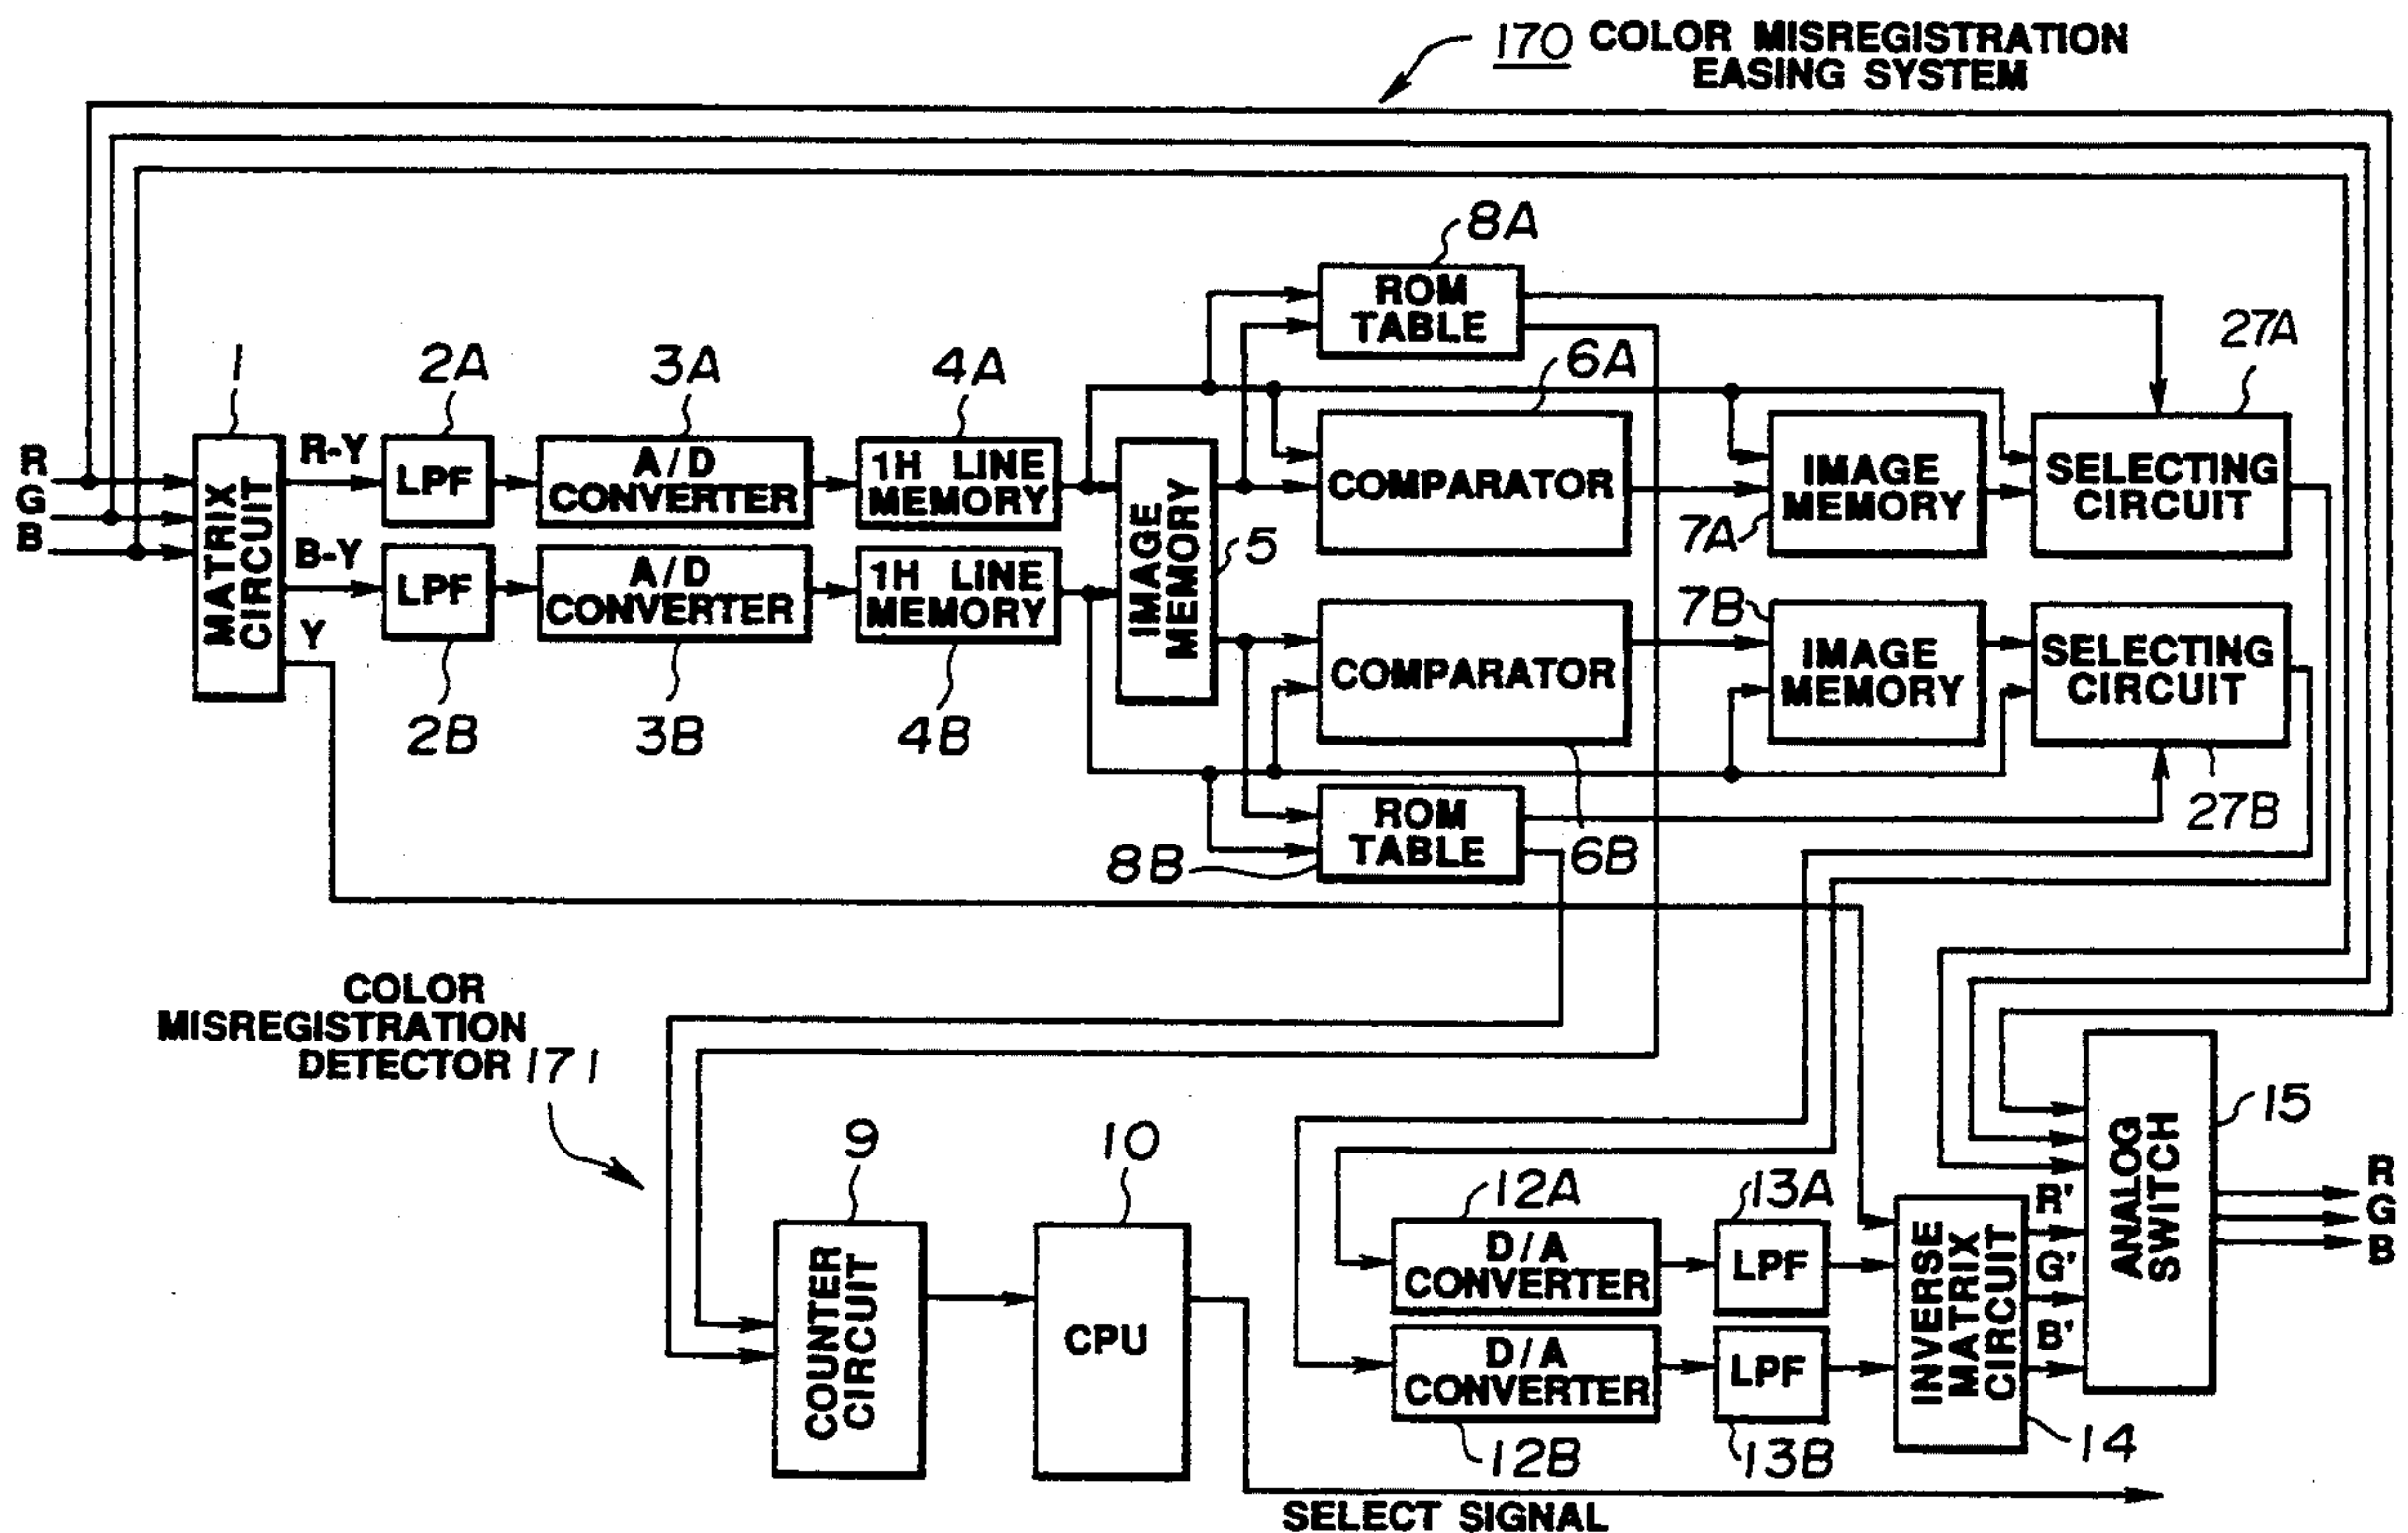 170 COLOR MISREGISTRATION
EASING SYSTEM
8A
ROM
TABLE
27A
6A
1
2A
3A
4A
R
G
B
MATRIX
CIRCUIT
R-Y
LPF
A/D
CONVERTER
1H LINE
MEMORY
IMAGE
MEMORY
5
COMPARATOR
7A
IMAGE
MEMORY
SELECTING
CIRCUIT
B-Y
LPF
A/D
CONVERTER
1H LINE
MEMORY
Y
2B
3B
4B
COMPARATOR
7B
IMAGE
MEMORY
SELECTING
CIRCUIT
27B
ROM
TABLE
8B
6B
COLOR
MISREGISTRATION
DETECTOR 171
9
COUNTER
CIRCUIT
10
CPU
12A
D/A
CONVERTER
13A
LPF
D/A
CONVERTER
12B
LPF
13B
INVERSE
MATRIX
CIRCUIT
14
R'
G'
B'
ANALOG
SWITCH
15
R
G
B
SELECT SIGNAL